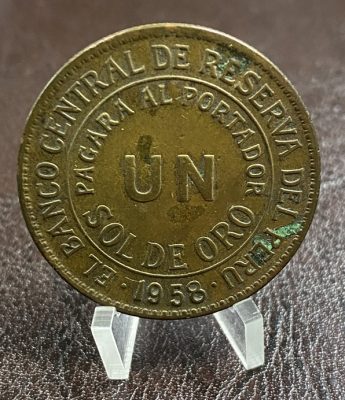 EL BANCO CENTRAL DE RESERVA DEL PERU
PAGARA AL PORTADOR
UN
SOL DE ORO
· 1958 ·